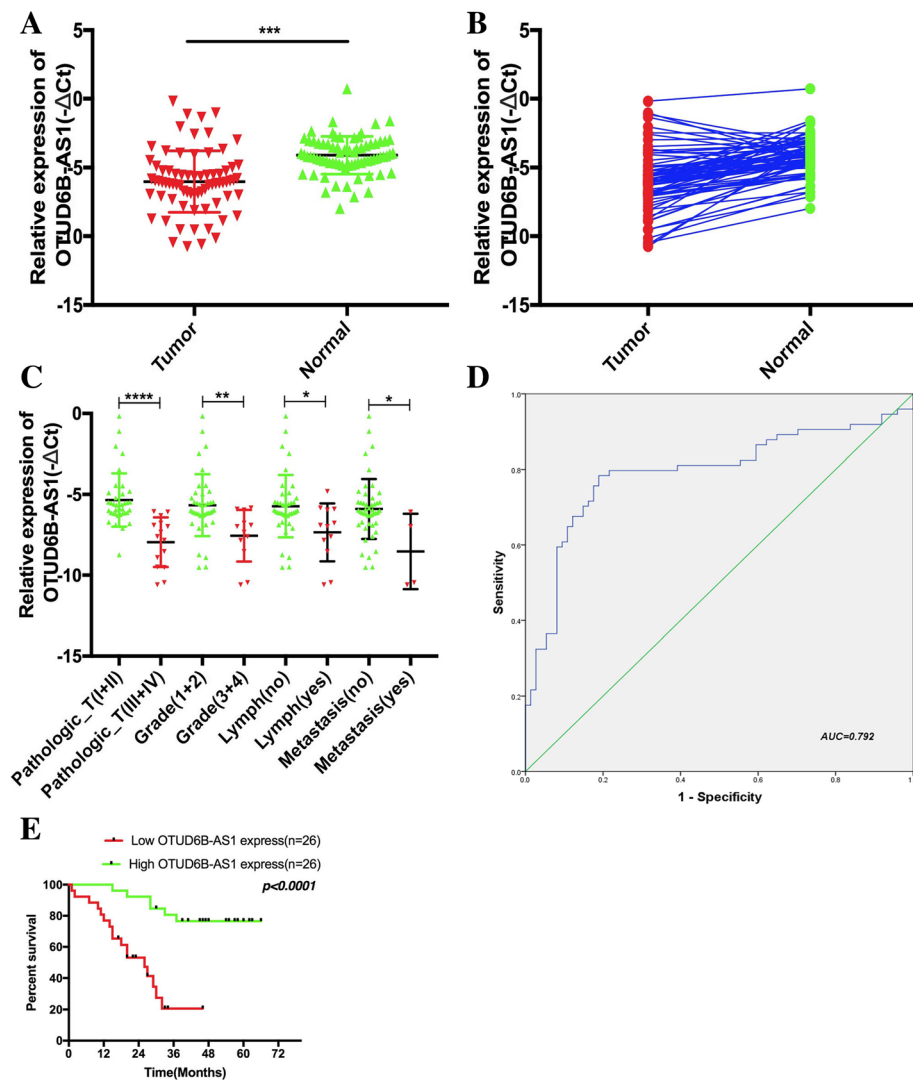 A
Relative expression of
OTUD6B-AS1(-ΔCt)
5
0
-5
-10
-15
***
Tumor
Normal
B
Relative expression of
OTUD6B-AS1(-ΔCt)
5
0
-5
-10
-15
Tumor
Normal
C
Relative expression of
OTUD6B-AS1(-ΔCt)
0
-5
-10
-15
****
**
*
*
Pathologic_T(I+II)
Pathologic_T(III+IV)
Grade(1+2)
Grade(3+4)
Lymph(no)
Lymph(yes)
Metastasis(no)
Metastasis(yes)
D
Sensitivity
1.0
0.8
0.6
0.4
0.2
0.0
AUC=0.792
0.0
0.2
0.4
0.6
0.8
1
1 - Specificity
E
Low OTUD6B-AS1 express(n=26)
High OTUD6B-AS1 express(n=26)
p<0.0001
Percent survival
100
80
60
40
20
0
0
12
24
36
48
60
72
Time(Months)